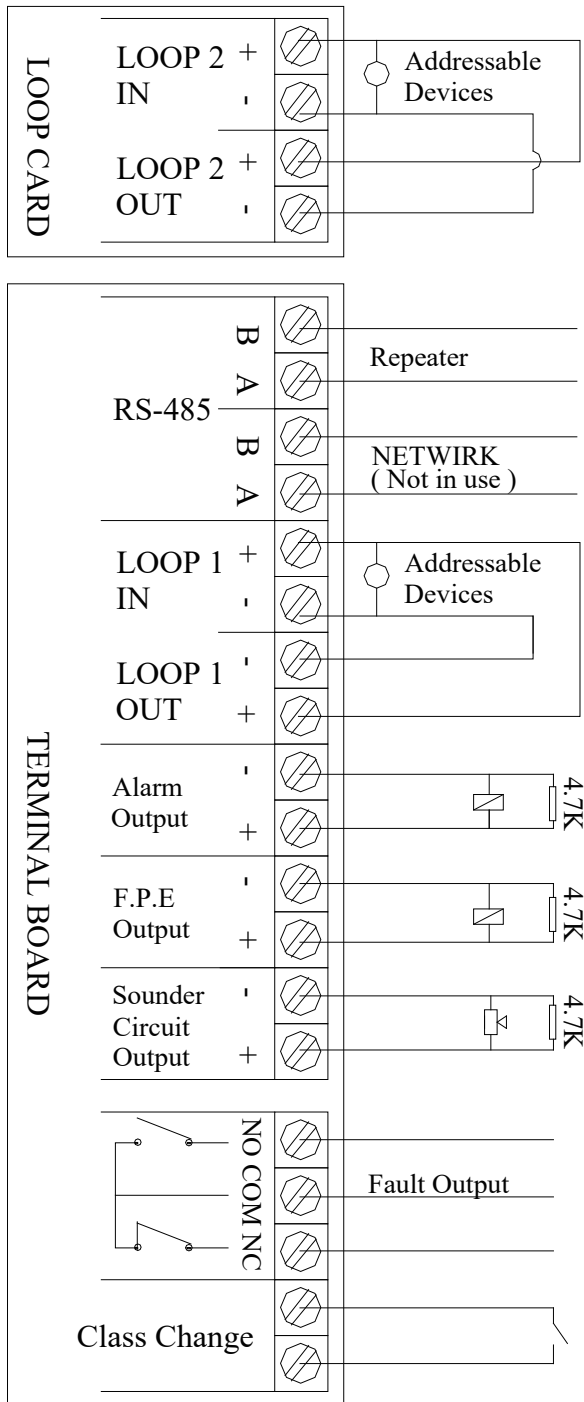 LOOP CARD
LOOP 2 +
IN -
LOOP 2 +
OUT -
Addressable
Devices
TERMINAL BOARD
RS-485
B
A
B
A
Repeater
NETWIRK
( Not in use )
LOOP 1 +
IN -
LOOP 1 -
OUT +
Addressable
Devices
Alarm -
Output +
4.7K
F.P.E -
Output +
4.7K
Sounder -
Circuit
Output +
4.7K
NO COM NC
Fault Output
Class Change